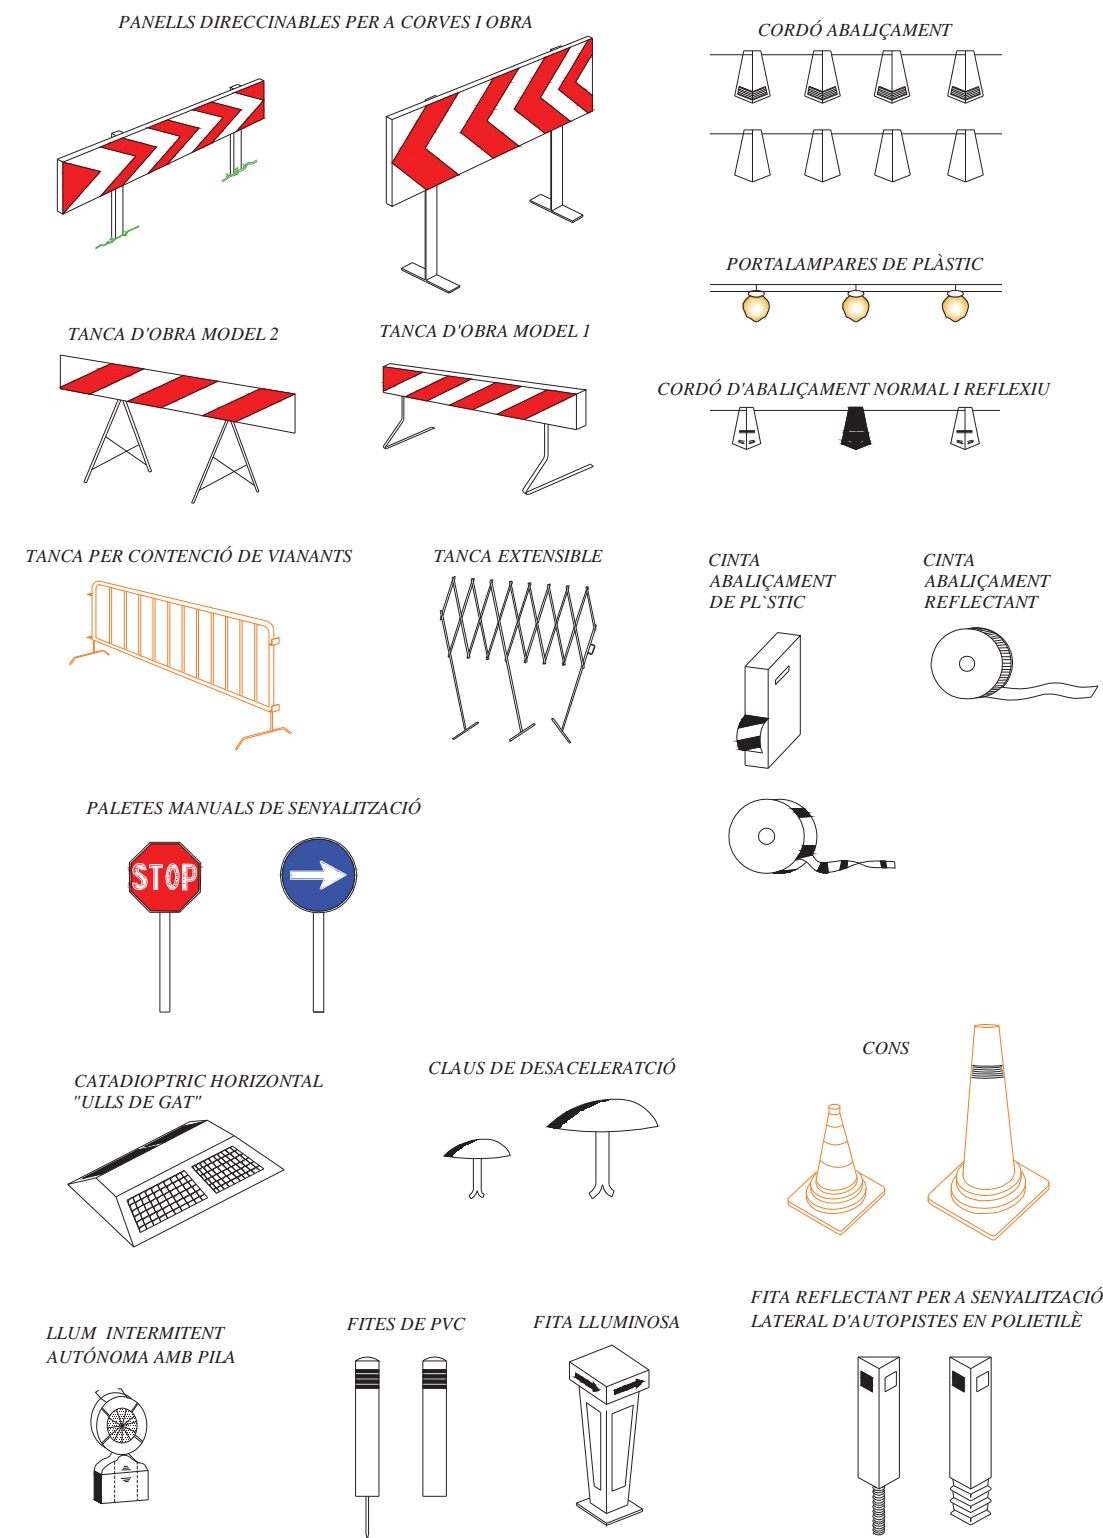 PANELLS DIRECCINABLES PER A CORVES I OBRA
CORDÓ ABALIÇAMENT
PORTALAMPARES DE PLÀSTIC
TANCA D'OBRA MODEL 2
TANCA D'OBRA MODEL 1
CORDÓ D'ABALIÇAMENT NORMAL I REFLEXIU
TANCA PER CONTENCIÓ DE VIANANTS
TANCA EXTENSIBLE
CINTA
ABALIÇAMENT
DE PL`STIC
CINTA
ABALIÇAMENT
REFLECTANT
PALETES MANUALS DE SENYALITZACIÓ
STOP
CATADIOPTRIC HORIZONTAL
"ULLS DE GAT"
CLAUS DE DESACELERATCIÓ
CONS
LLUM INTERMITENT
AUTÓNOMA AMB PILA
FITES DE PVC
FITA LLUMINOSA
FITA REFLECTANT PER A SENYALITZACIÓ
LATERAL D'AUTOPISTES EN POLIETILÈ